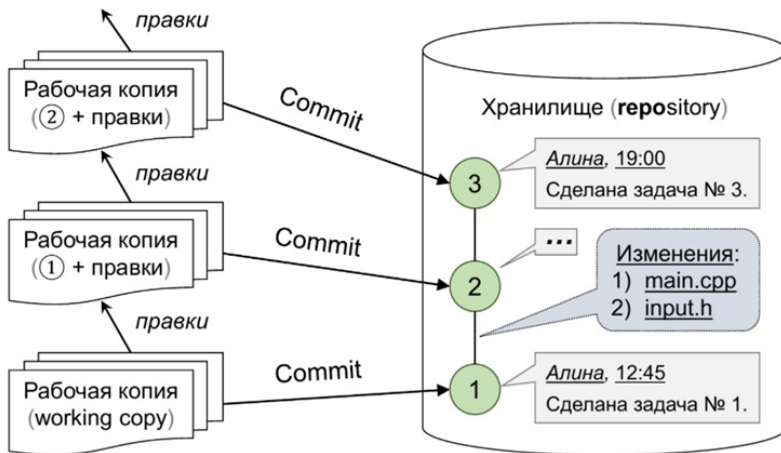 правки
Рабочая копия
(② + правки)
правки
Рабочая копия
(① + правки)
правки
Рабочая копия
(working copy)
Commit
Commit
Commit
Хранилище (repository)
3
Алина, 19:00
Сделана задача № 3.
...
2
Изменения:
1) main.cpp
2) input.h
1
Алина, 12:45
Сделана задача № 1.